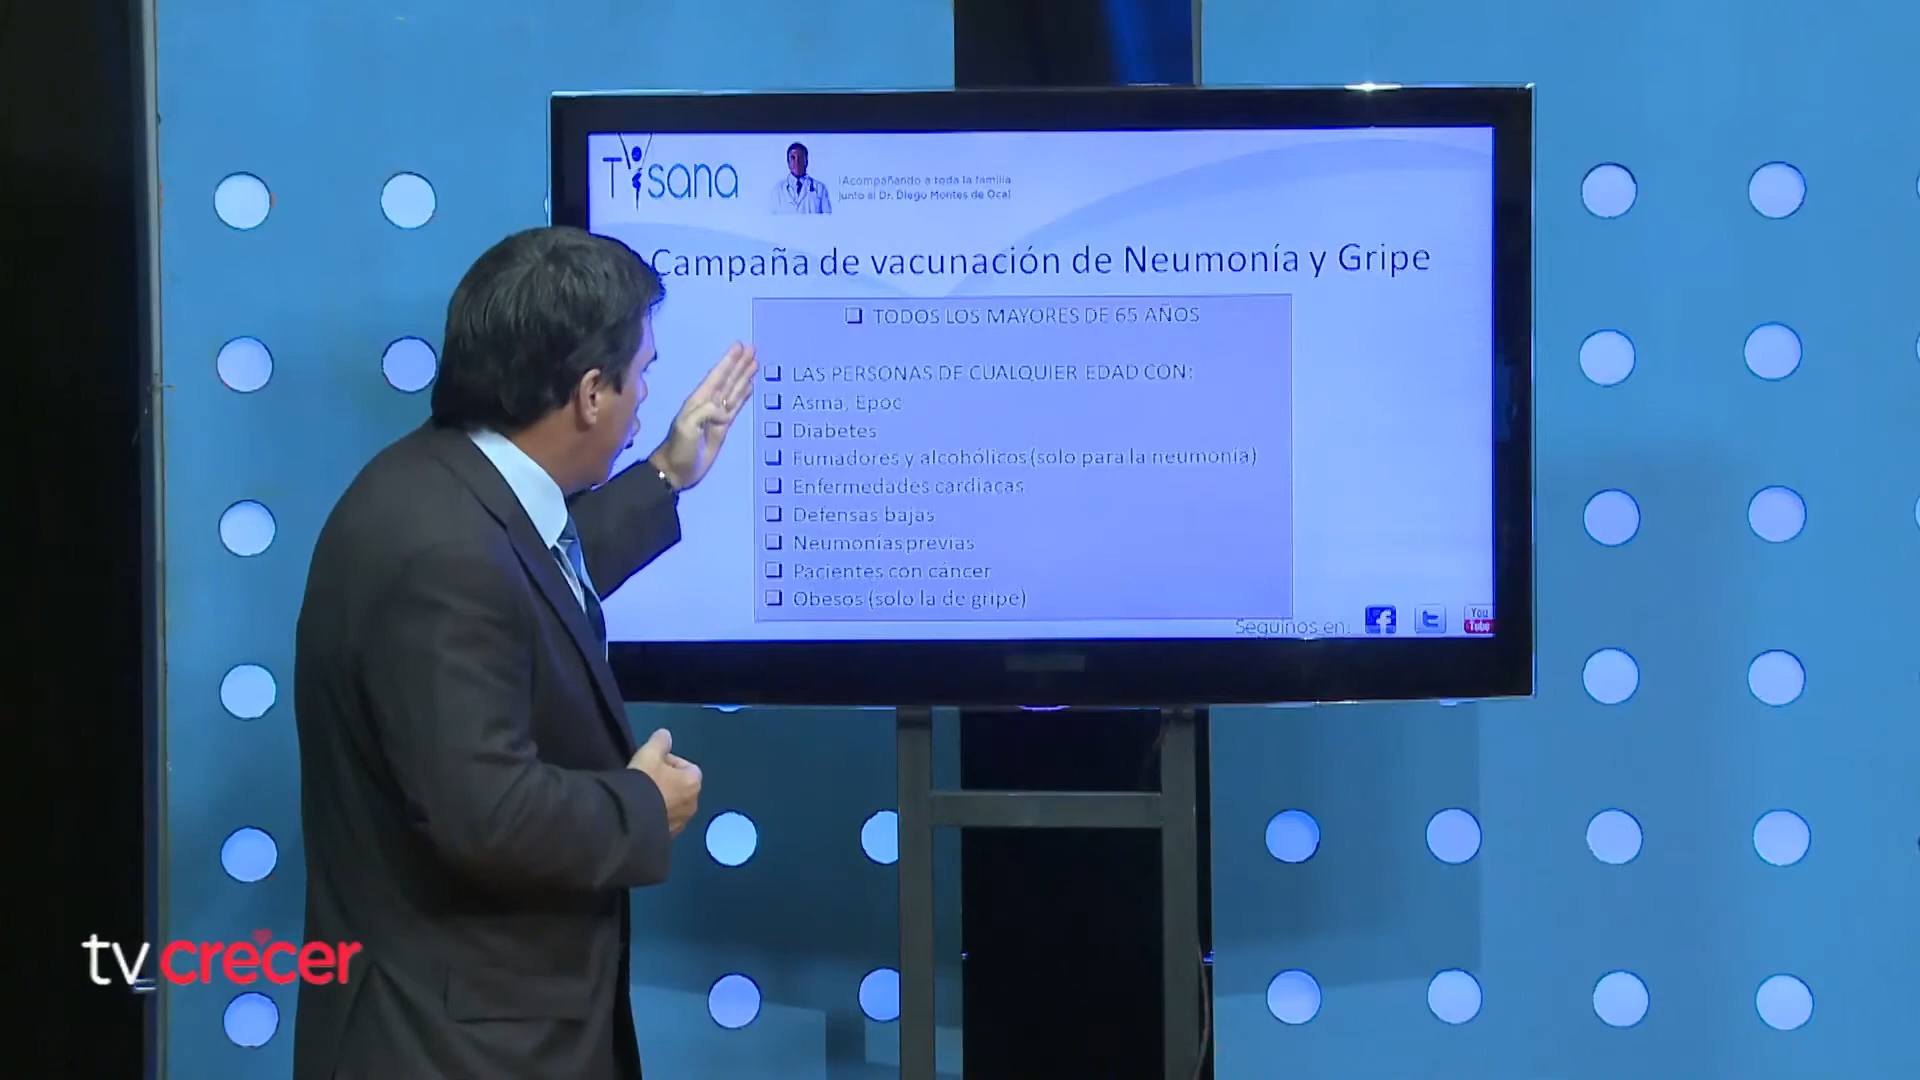 Tisana
¡Acompañando a toda la familia
junto al Dr. Diego Montes de Oca!
Campaña de vacunación de Neumonía y Gripe
TODOS LOS MAYORES DE 65 AÑOS
LAS PERSONAS DE CUALQUIER EDAD CON:
Asma, Epoc
Diabetes
Fumadores y alcohólicos (solo para la neumonía)
Enfermedades cardiacas
Defensas bajas
Neumonías previas
Pacientes con cáncer
Obesos (solo la de gripe)
Seguinos en:
You
Tube
tv crecer